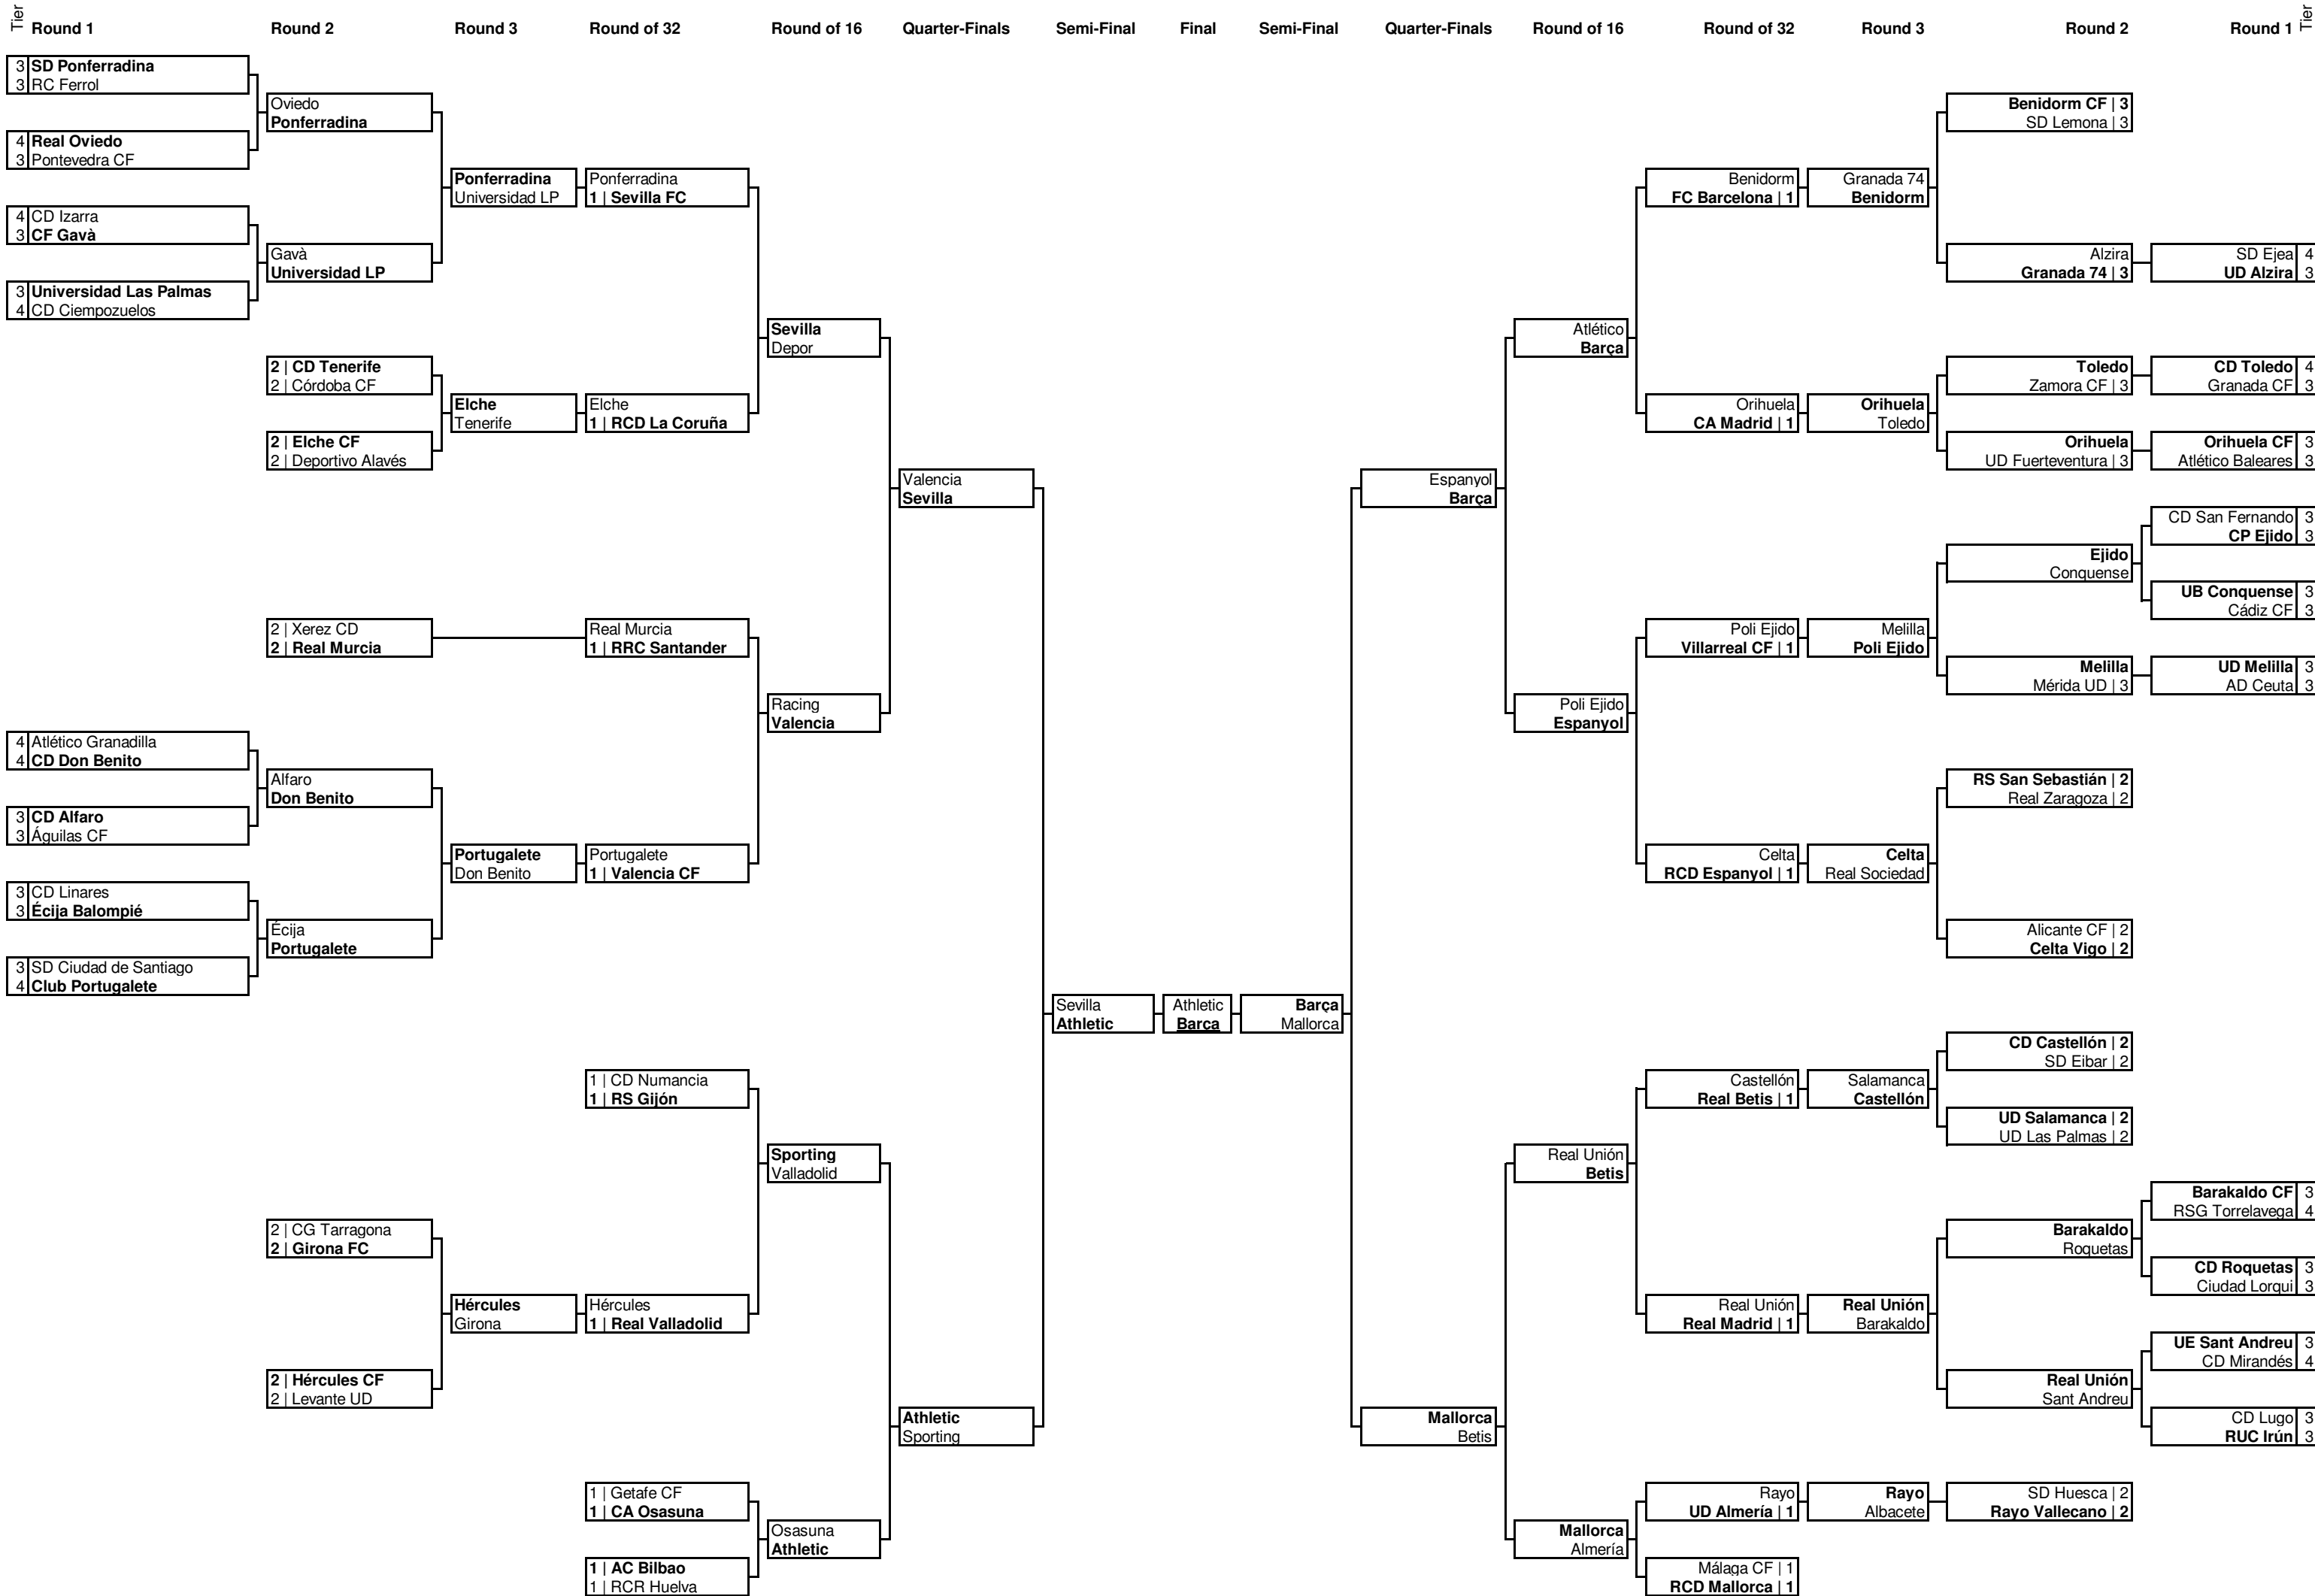 Tier
Round 1
Round 2
Round 3
Round of 32
Round of 16
Quarter-Finals
Semi-Final
Final
Semi-Final
Quarter-Finals
Round of 16
Round of 32
Round 3
Round 2
Round 1
Tier
3 SD Ponferradina
3 RC Ferrol
4 Real Oviedo
3 Pontevedra CF
4 CD Izarra
3 CF Gavà
3 Universidad Las Palmas
4 CD Ciempozuelos
4 Atlético Granadilla
4 CD Don Benito
3 CD Alfaro
3 Águilas CF
3 CD Linares
3 Écija Balompié
3 SD Ciudad de Santiago
4 Club Portugalete
Oviedo
Ponferradina
Gavà
Universidad LP
2 | CD Tenerife
2 | Córdoba CF
2 | Elche CF
2 | Deportivo Alavés
2 | Xerez CD
2 | Real Murcia
Alfaro
Don Benito
Écija
Portugalete
2 | CG Tarragona
2 | Girona FC
2 | Hércules CF
2 | Levante UD
Ponferradina
Universidad LP
Elche
Tenerife
Portugalete
Don Benito
Hércules
Girona
Ponferradina
1 | Sevilla FC
Elche
1 | RCD La Coruña
Real Murcia
1 | RRC Santander
Portugalete
1 | Valencia CF
1 | CD Numancia
1 | RS Gijón
Hércules
1 | Real Valladolid
1 | Getafe CF
1 | CA Osasuna
1 | AC Bilbao
1 | RCR Huelva
Sevilla
Depor
Racing
Valencia
Sporting
Valladolid
Osasuna
Athletic
Valencia
Sevilla
Athletic
Sporting
Sevilla
Athletic
Athletic
Barça
Barça
Mallorca
Espanyol
Barça
Mallorca
Betis
Atlético
Barça
Poli Ejido
Espanyol
Real Unión
Betis
Mallorca
Almería
Benidorm
FC Barcelona | 1
Orihuela
CA Madrid | 1
Poli Ejido
Villarreal CF | 1
Celta
RCD Espanyol | 1
Castellón
Real Betis | 1
Real Unión
Real Madrid | 1
Rayo
UD Almería | 1
Málaga CF | 1
RCD Mallorca | 1
Granada 74
Benidorm
Orihuela
Toledo
Melilla
Poli Ejido
Celta
Real Sociedad
Salamanca
Castellón
Real Unión
Barakaldo
Rayo
Albacete
Benidorm CF | 3
SD Lemona | 3
Alzira
Granada 74 | 3
Toledo
Zamora CF | 3
Orihuela
UD Fuerteventura | 3
Ejido
Conquense
Melilla
Mérida UD | 3
RS San Sebastián | 2
Real Zaragoza | 2
Alicante CF | 2
Celta Vigo | 2
CD Castellón | 2
SD Eibar | 2
UD Salamanca | 2
UD Las Palmas | 2
Barakaldo
Roquetas
Real Unión
Sant Andreu
SD Huesca | 2
Rayo Vallecano | 2
SD Ejea 4
UD Alzira 3
CD Toledo 4
Granada CF 3
Orihuela CF 3
Atlético Baleares 3
CD San Fernando 3
CP Ejido 3
UB Conquense 3
Cádiz CF 3
UD Melilla 3
AD Ceuta 3
Barakaldo CF 3
RSG Torrelavega 4
CD Roquetas 3
Ciudad Lorqui 3
UE Sant Andreu 3
CD Mirandés 4
CD Lugo 3
RUC Irún 3